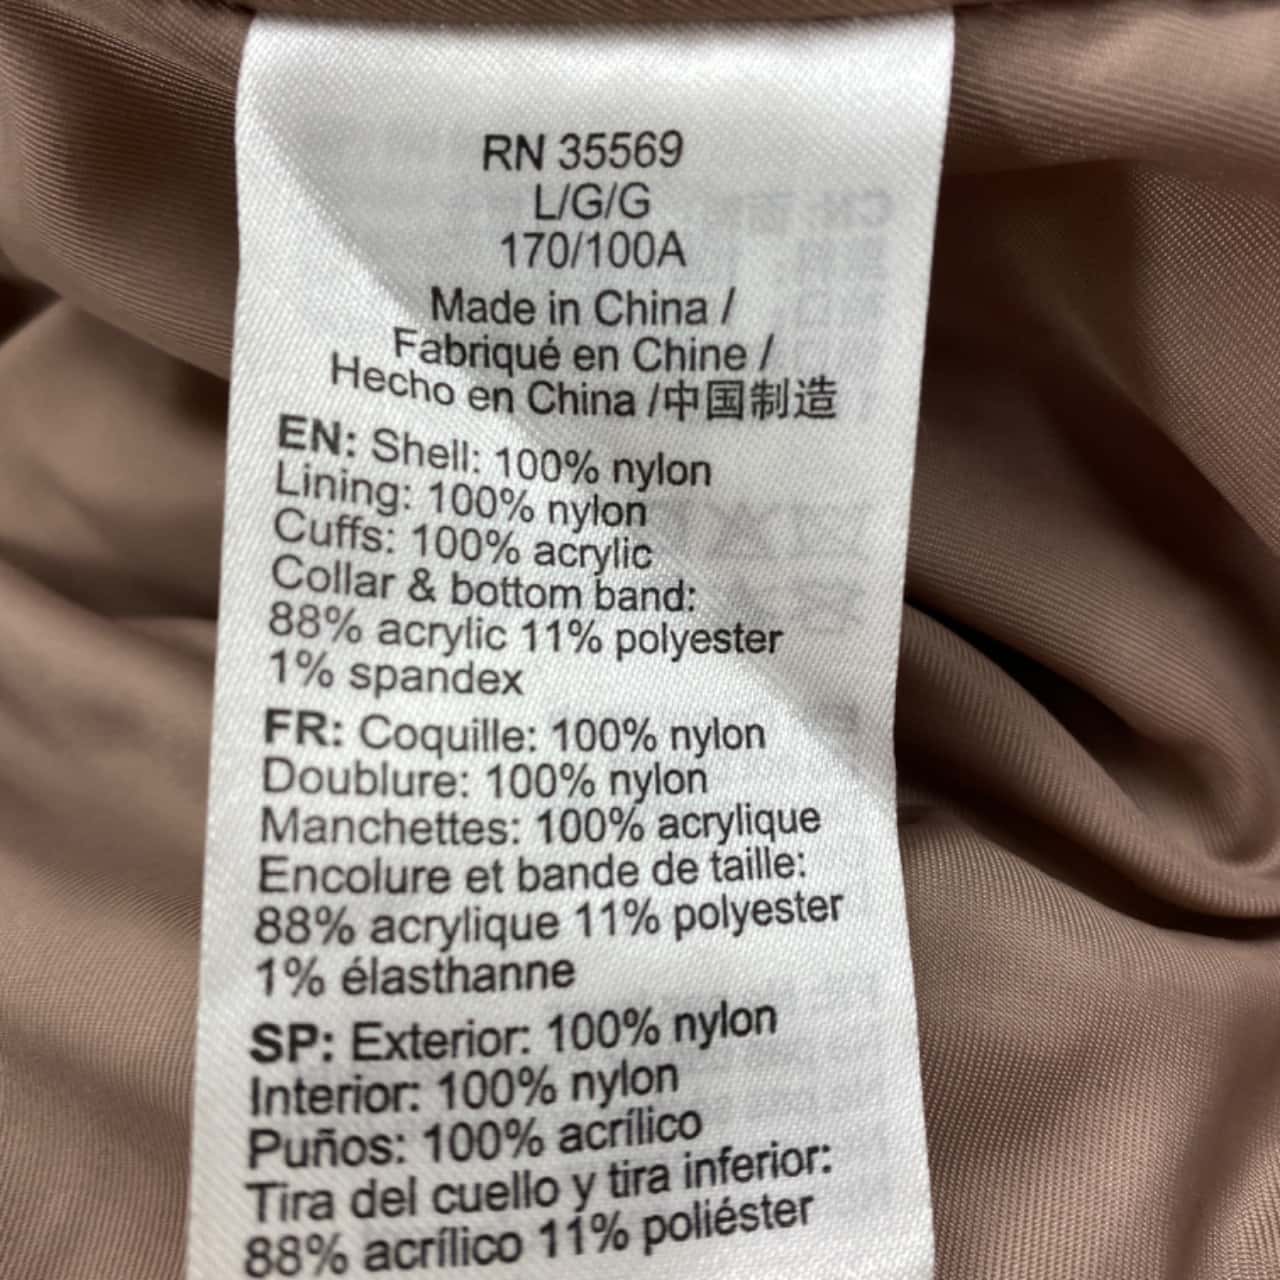 RN 35569
L/G/G
170/100A
Made in China /
Fabriqué en Chine /
Hecho en China /中国制造
EN: Shell: 100% nylon
Lining: 100% nylon
Cuffs: 100% acrylic
Collar & bottom band:
88% acrylic 11% polyester
1% spandex
FR: Coquille: 100% nylon
Doublure: 100% nylon
Manchettes: 100% acrylique
Encolure et bande de taille:
88% acrylique 11% polyester
1% élasthanne
SP: Exterior: 100% nylon
Interior: 100% nylon
Puños: 100% acrílico
Tira del cuello y tira inferior:
88% acrílico 11% poliéster